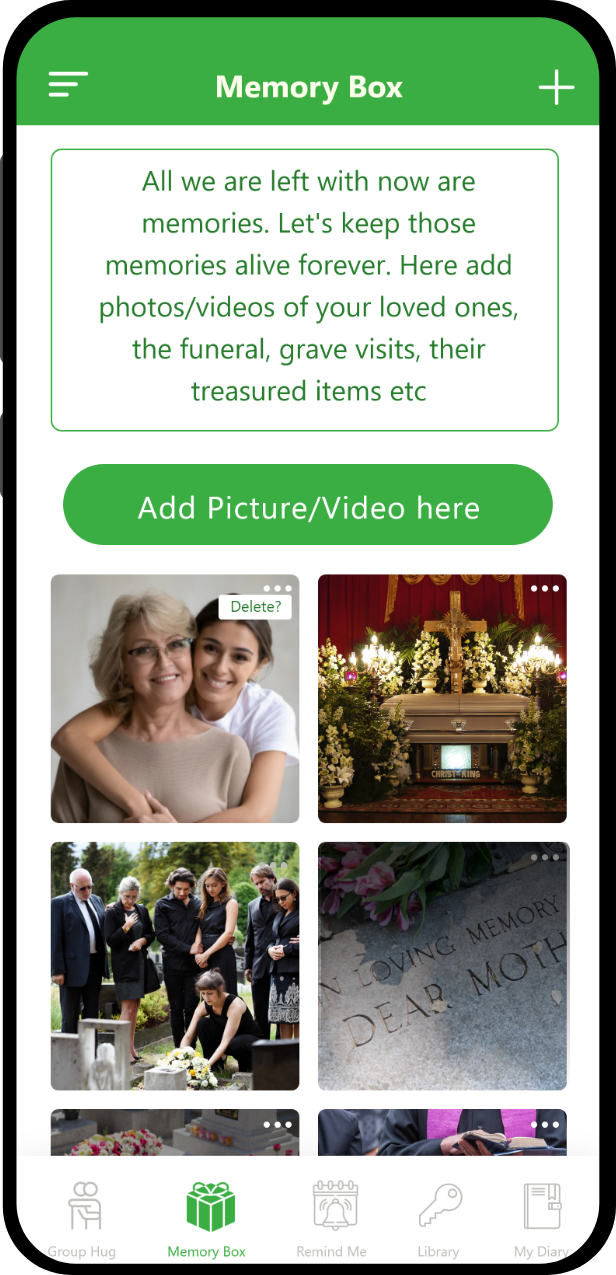 Memory Box
All we are left with now are
memories. Let's keep those
memories alive forever. Here add
photos/videos of your loved ones,
the funeral, grave visits, their
treasured items etc
Add Picture/Video here
Delete?
CHRIST KING
IN LOVING MEMORY
DEAR MOTH
Group Hug
Memory Box
Remind Me
Library
My Diary